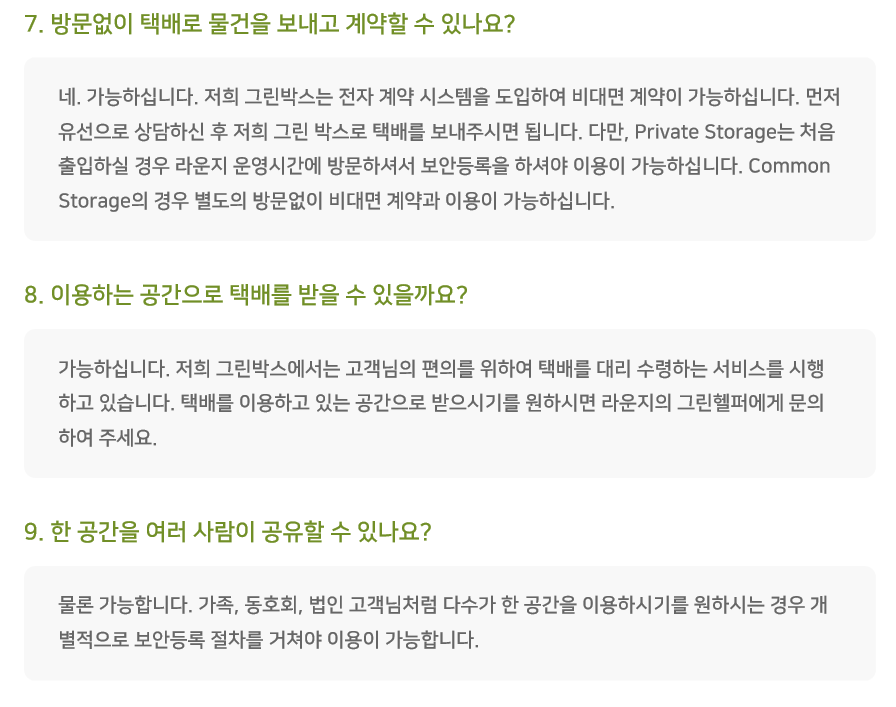 7. 방문없이 택배로 물건을 보내고 계약할 수 있나요?
네. 가능하십니다. 저희 그린박스는 전자 계약 시스템을 도입하여 비대면 계약이 가능하십니다. 먼저
유선으로 상담하신 후 저희 그린 박스로 택배를 보내주시면 됩니다. 다만, Private Storage는 처음
출입하실 경우 라운지 운영시간에 방문하셔서 보안등록을 하셔야 이용이 가능하십니다. Common
Storage의 경우 별도의 방문없이 비대면 계약과 이용이 가능하십니다.
8. 이용하는 공간으로 택배를 받을 수 있을까요?
가능하십니다. 저희 그린박스에서는 고객님의 편의를 위하여 택배를 대리 수령하는 서비스를 시행
하고 있습니다. 택배를 이용하고 있는 공간으로 받으시기를 원하시면 라운지의 그린헬퍼에게 문의
하여 주세요.
9. 한 공간을 여러 사람이 공유할 수 있나요?
물론 가능합니다. 가족, 동호회, 법인 고객님처럼 다수가 한 공간을 이용하시기를 원하시는 경우 개
별적으로 보안등록 절차를 거쳐야 이용이 가능합니다.